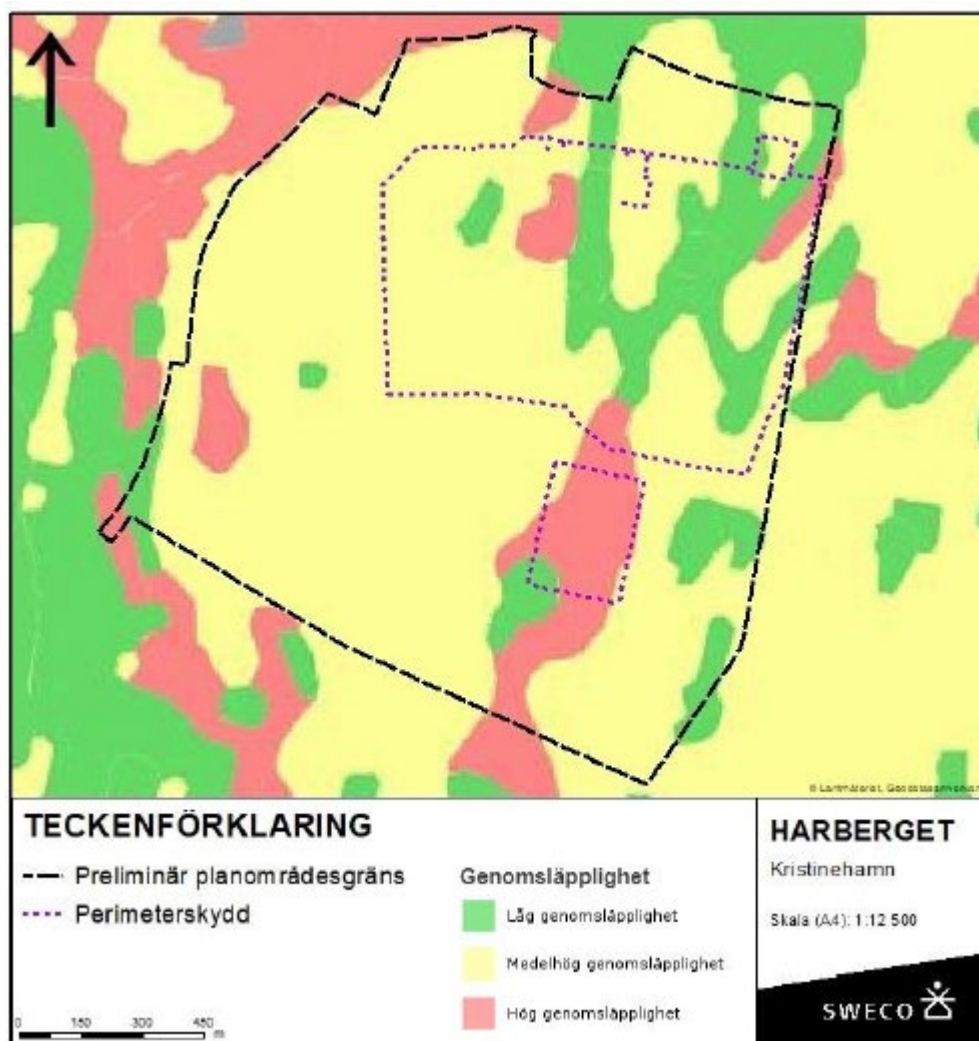 © Lantmäteriet, Geodatasamverkan
TECKENFÖRKLARING
Preliminär planområdesgräns
Perimeterskydd
0 150 300 450
m
Genomsläpplighet
Låg genomsläpplighet
Medelhög genomsläpplighet
Hög genomsläpplighet
HARBERGET
Kristinehamn
Skala (A4): 1:12 500
SWECO